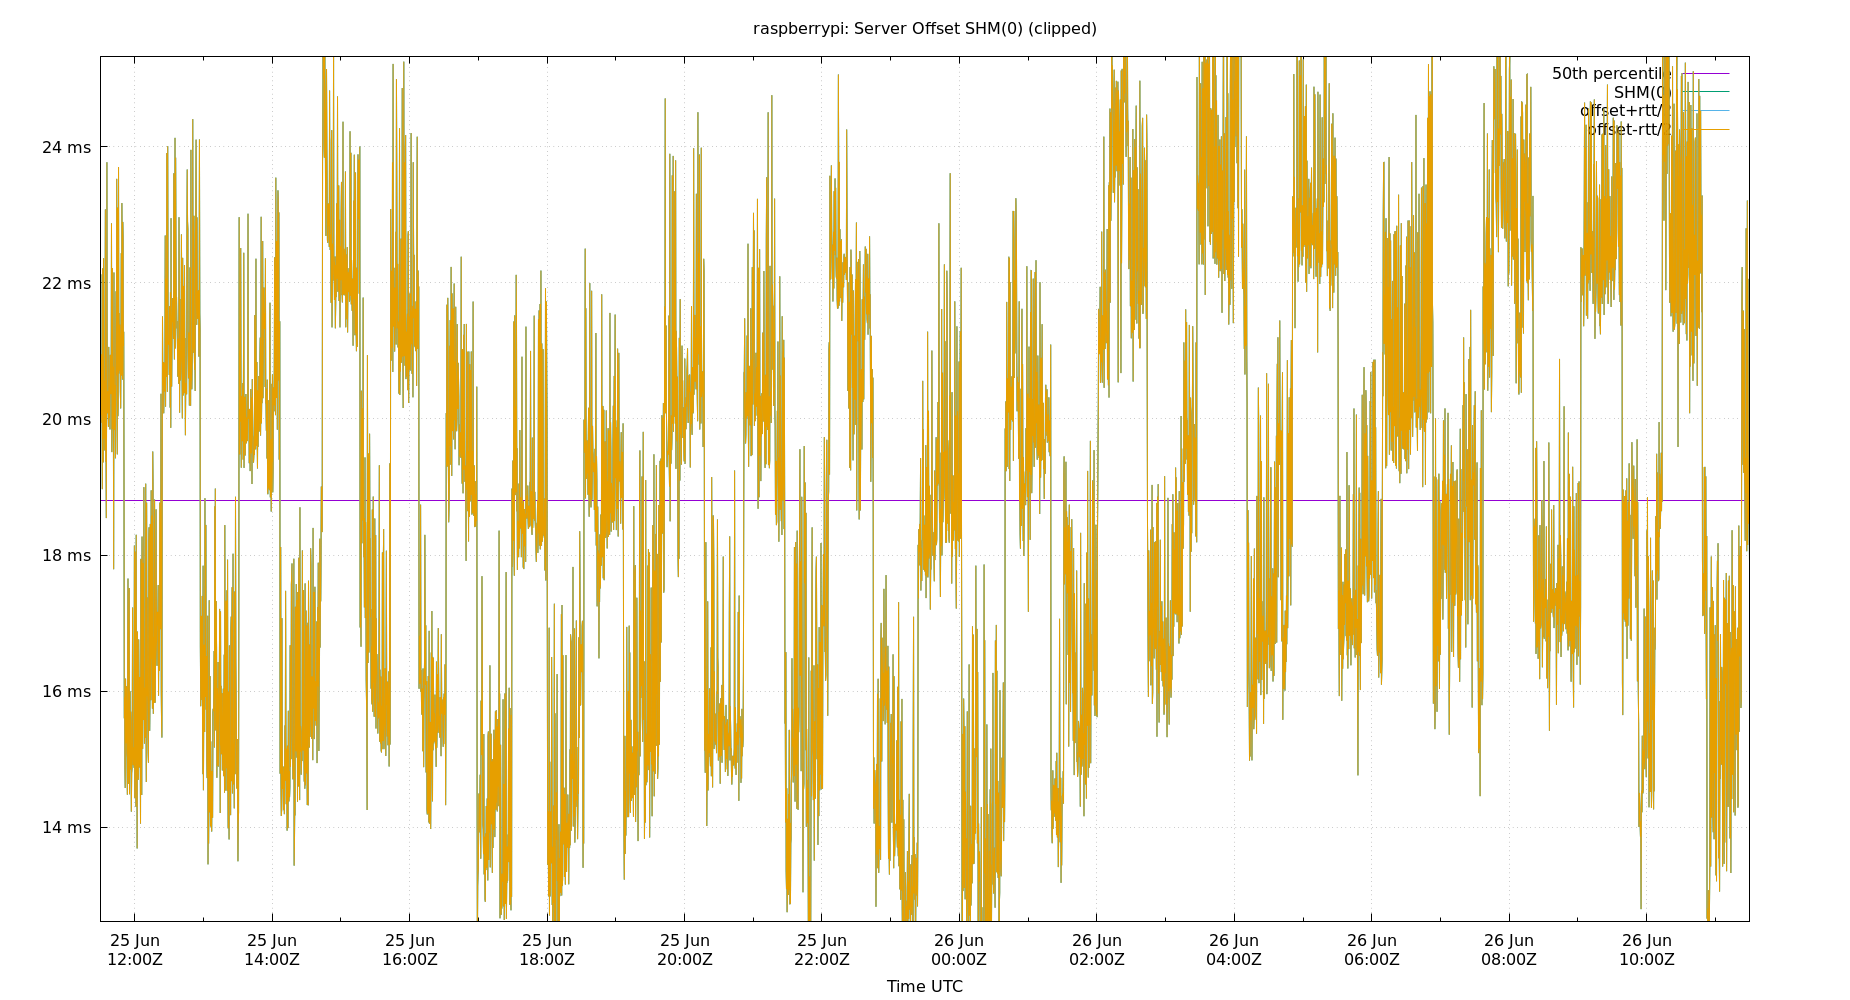 raspberrypi: Server Offset SHM(0) (clipped)
50th percentile
SHM(0)
offset+rtt/2
offset-rtt/2
24 ms
22 ms
20 ms
18 ms
16 ms
14 ms
25 Jun 25 Jun 25 Jun 25 Jun 25 Jun 25 Jun 26 Jun 26 Jun 26 Jun 26 Jun 26 Jun 26 Jun
12:00Z 14:00Z 16:00Z 18:00Z 20:00Z 22:00Z 00:00Z 02:00Z 04:00Z 06:00Z 08:00Z 10:00Z
Time UTC